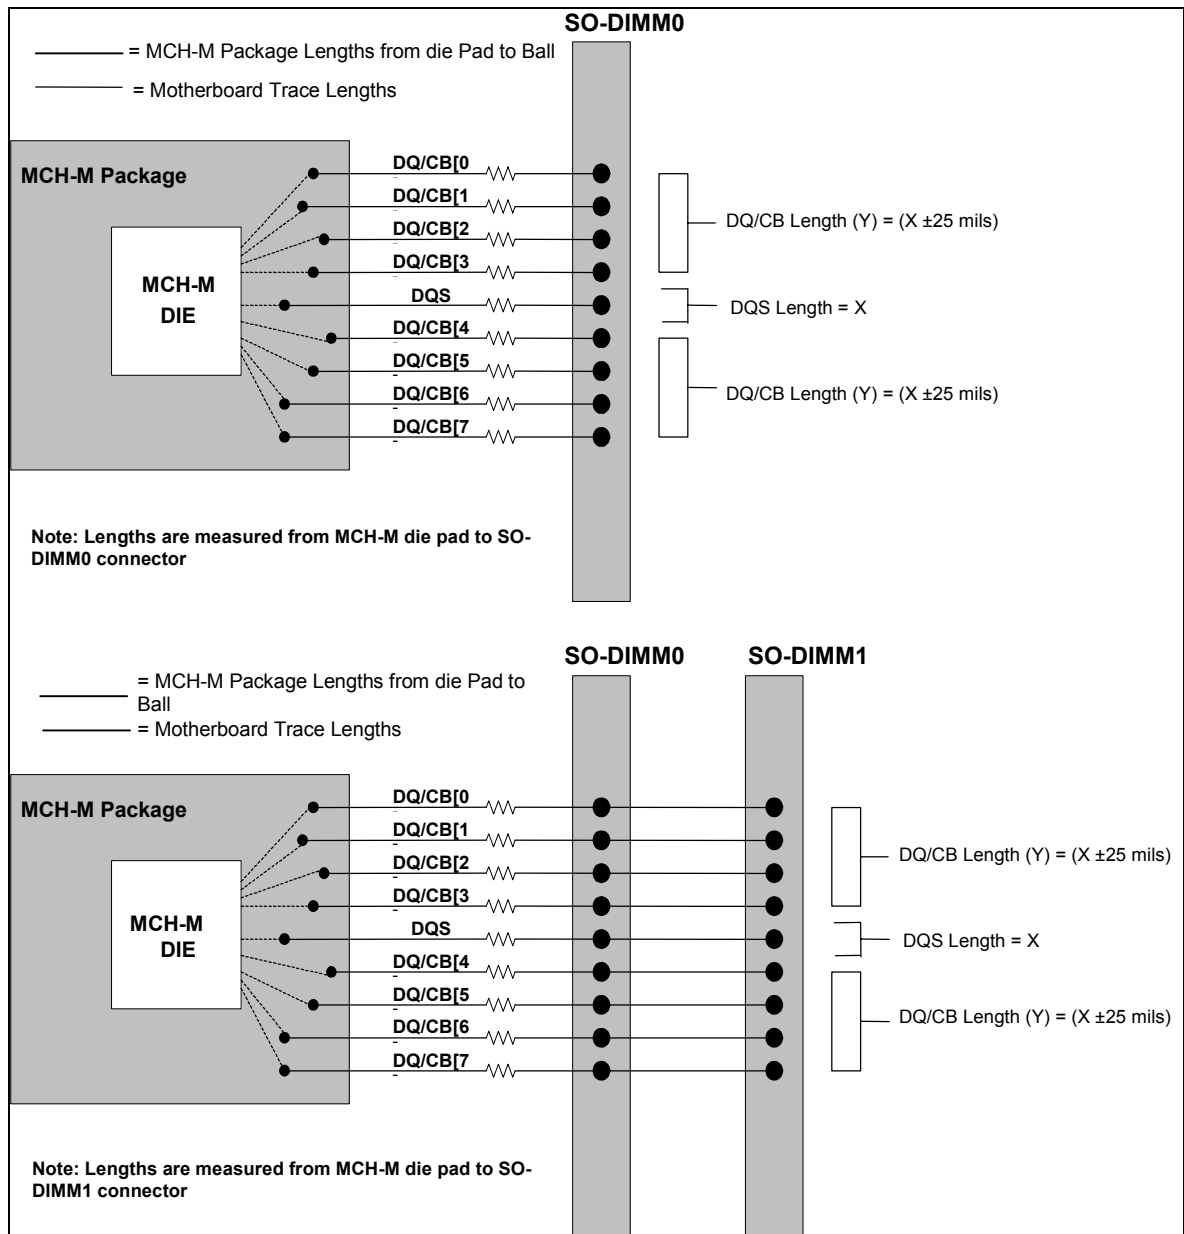 SO-DIMM0
= MCH-M Package Lengths from die Pad to Ball
= Motherboard Trace Lengths
MCH-M Package
MCH-M
DIE
DQ/CB[0
DQ/CB[1
DQ/CB[2
DQ/CB[3
DQS
DQ/CB[4
DQ/CB[5
DQ/CB[6
DQ/CB[7
DQ/CB Length (Y) = (X ±25 mils)
DQS Length = X
DQ/CB Length (Y) = (X ±25 mils)
Note: Lengths are measured from MCH-M die pad to SO-
DIMM0 connector
SO-DIMM0
SO-DIMM1
= MCH-M Package Lengths from die Pad to
Ball
= Motherboard Trace Lengths
MCH-M Package
MCH-M
DIE
DQ/CB[0
DQ/CB[1
DQ/CB[2
DQ/CB[3
DQS
DQ/CB[4
DQ/CB[5
DQ/CB[6
DQ/CB[7
DQ/CB Length (Y) = (X ±25 mils)
DQS Length = X
DQ/CB Length (Y) = (X ±25 mils)
Note: Lengths are measured from MCH-M die pad to SO-
DIMM1 connector